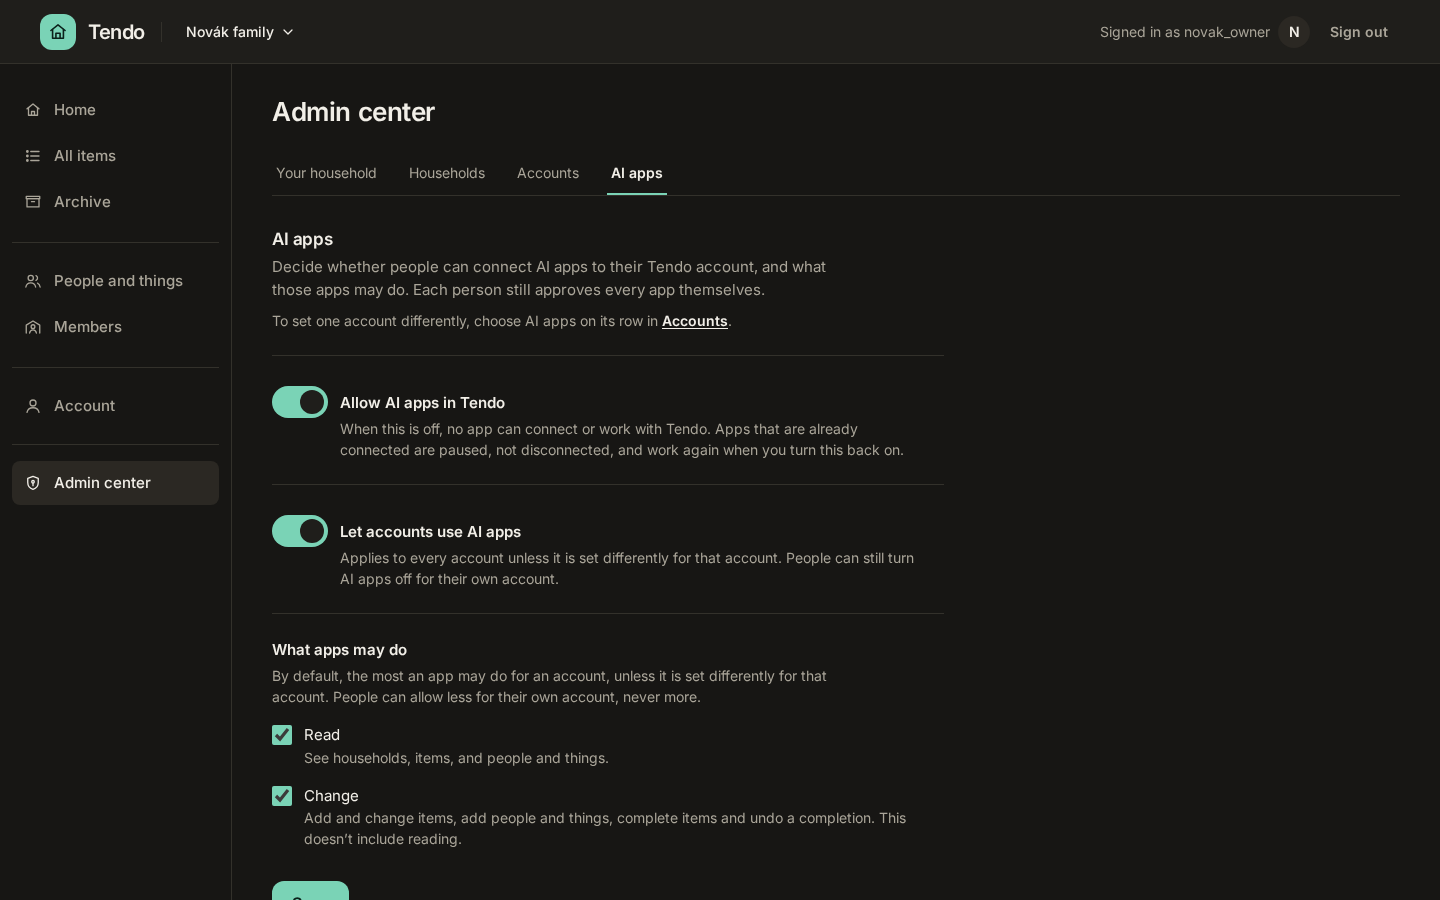 Tendo
Novák family
Signed in as novak_owner
N
Sign out
Home
All items
Archive
People and things
Members
Account
Admin center
Admin center
Your household
Households
Accounts
AI apps
AI apps
Decide whether people can connect AI apps to their Tendo account, and what
those apps may do. Each person still approves every app themselves.
To set one account differently, choose AI apps on its row in Accounts.
Allow AI apps in Tendo
When this is off, no app can connect or work with Tendo. Apps that are already
connected are paused, not disconnected, and work again when you turn this back on.
Let accounts use AI apps
Applies to every account unless it is set differently for that account. People can still turn
AI apps off for their own account.
What apps may do
By default, the most an app may do for an account, unless it is set differently for that
account. People can allow less for their own account, never more.
Read
See households, items, and people and things.
Change
Add and change items, add people and things, complete items and undo a completion. This
doesn’t include reading.